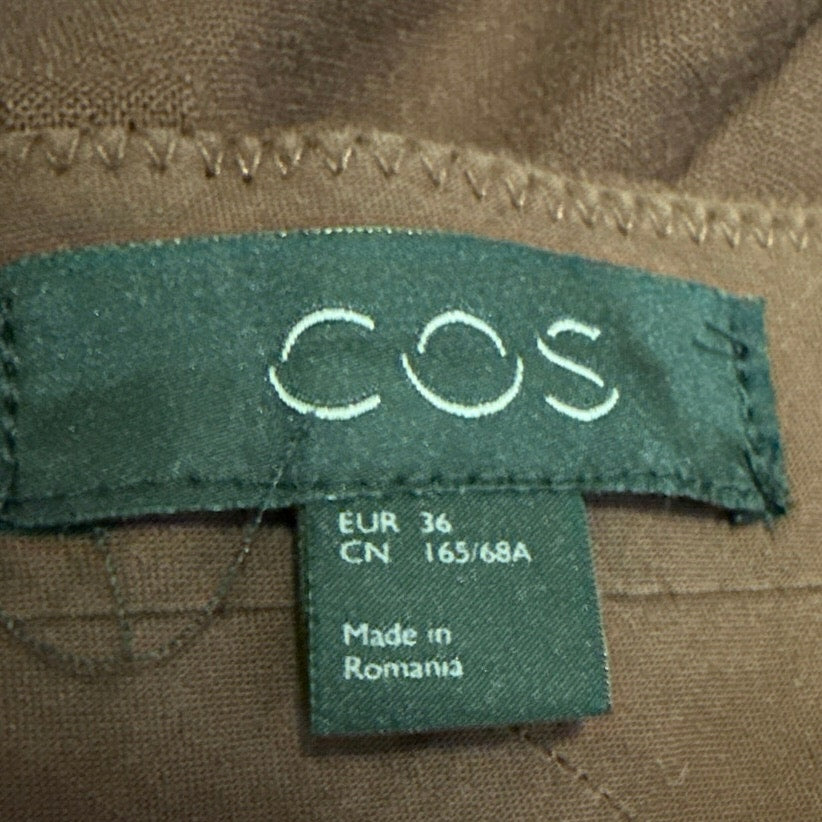 COS
EUR 36
CN 165/68A
Made in
Romania